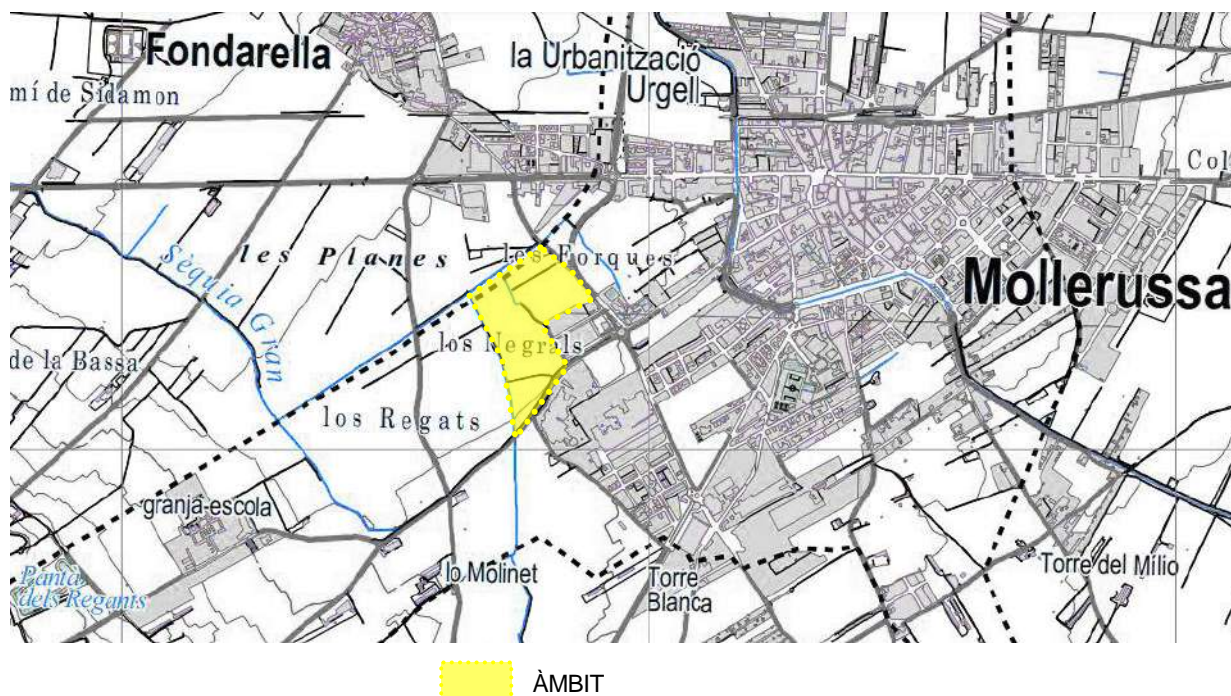 Fondarella
la Urbanització
Urgell
mí de Sidamon
Col
les Planes
les Forques
Sèquia Gran
Mollerussa
los Negrals
de la Bassa
los Regats
granja-escola
lo Molinet
Torre
Blanca
Torre del Milio
Pantà
dels Regants
ÀMBIT